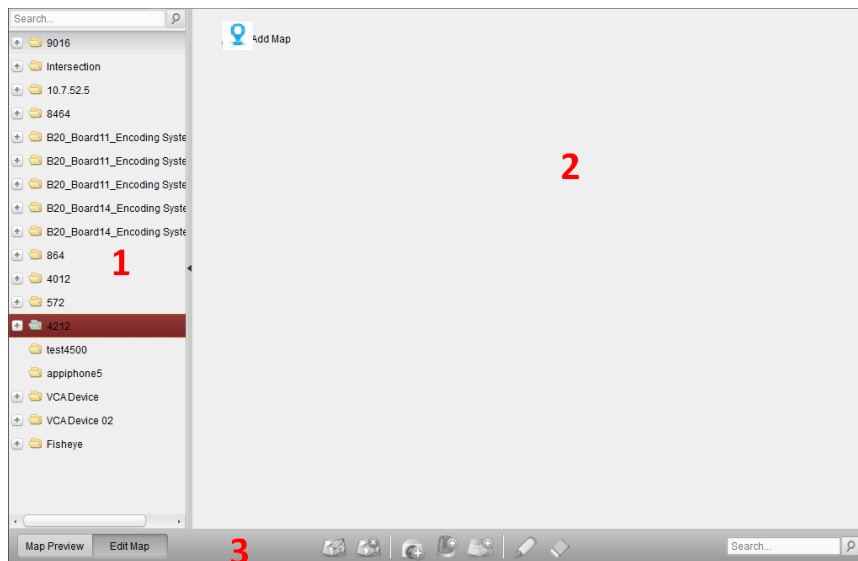 Search...
9016
Intersection
10.7.52.5
8464
B20_Board11_Encoding Syste
B20_Board11_Encoding Syste
B20_Board11_Encoding Syste
B20_Board14_Encoding Syste
B20_Board14_Encoding Syste
864
4012
572
4212
test4500
appiphone5
VCADevice
VCADevice 02
Fisheye
1
Add Map
2
Map Preview
Edit Map
3
Search...